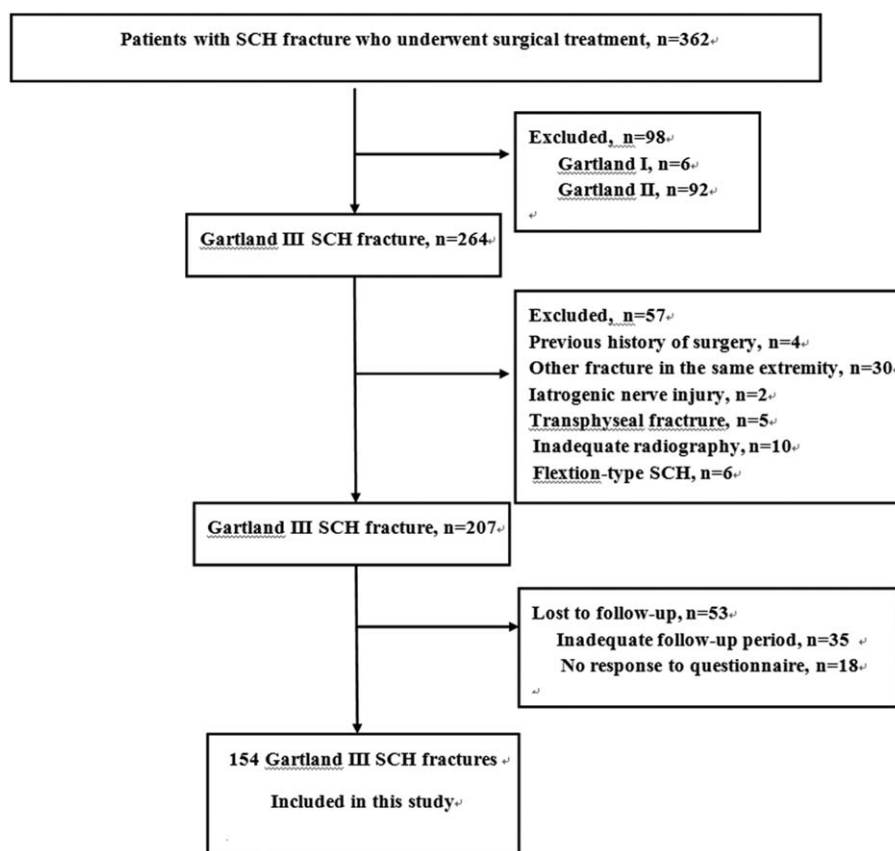 Patients with SCH fracture who underwent surgical treatment, n=362
Excluded, n=98
Gartland I, n=6
Gartland II, n=92
Gartland III SCH fracture, n=264
Excluded, n=57
Previous history of surgery, n=4
Other fracture in the same extremity, n=30
Iatrogenic nerve injury, n=2
Transphyseal fractrure, n=5
Inadequate radiography, n=10
Flextion-type SCH, n=6
Gartland III SCH fracture, n=207
Lost to follow-up, n=53
Inadequate follow-up period, n=35
No response to questionnaire, n=18
154 Gartland III SCH fractures
Included in this study